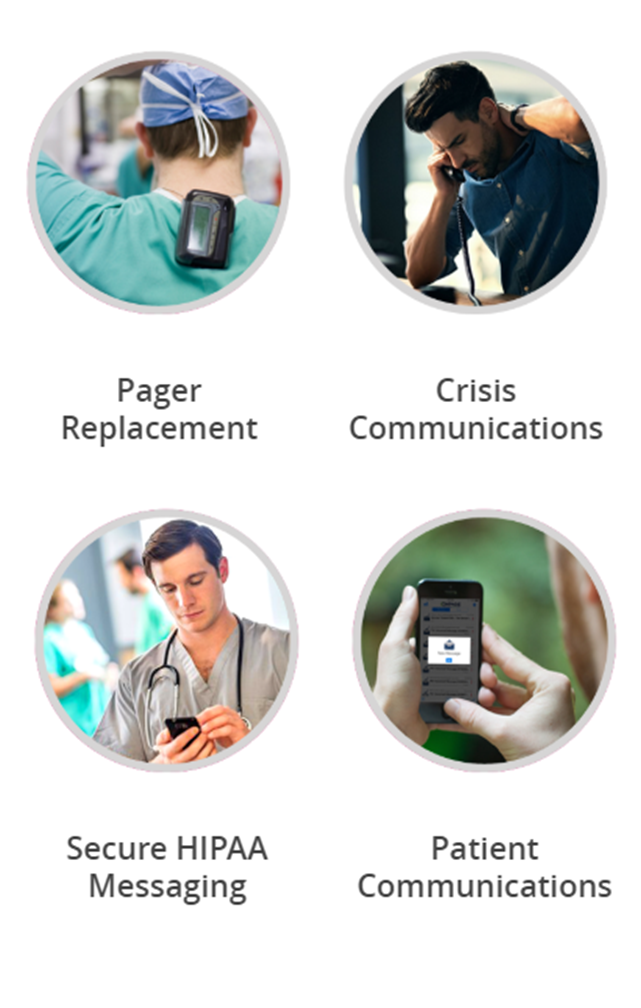 Pager
Replacement
Crisis
Communications
Secure HIPAA
Messaging
Patient
Communications